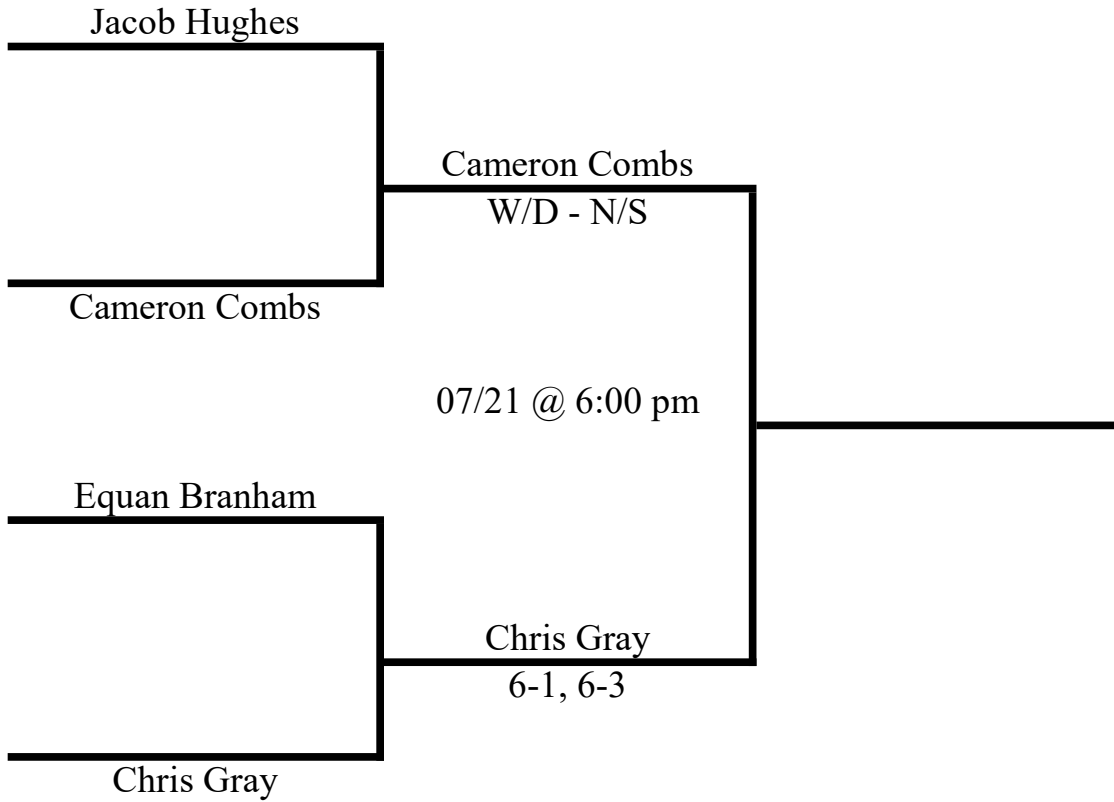 Jacob Hughes
Cameron Combs
W/D - N/S
Cameron Combs
07/21 @ 6:00 pm
Equan Branham
Chris Gray
6-1, 6-3
Chris Gray